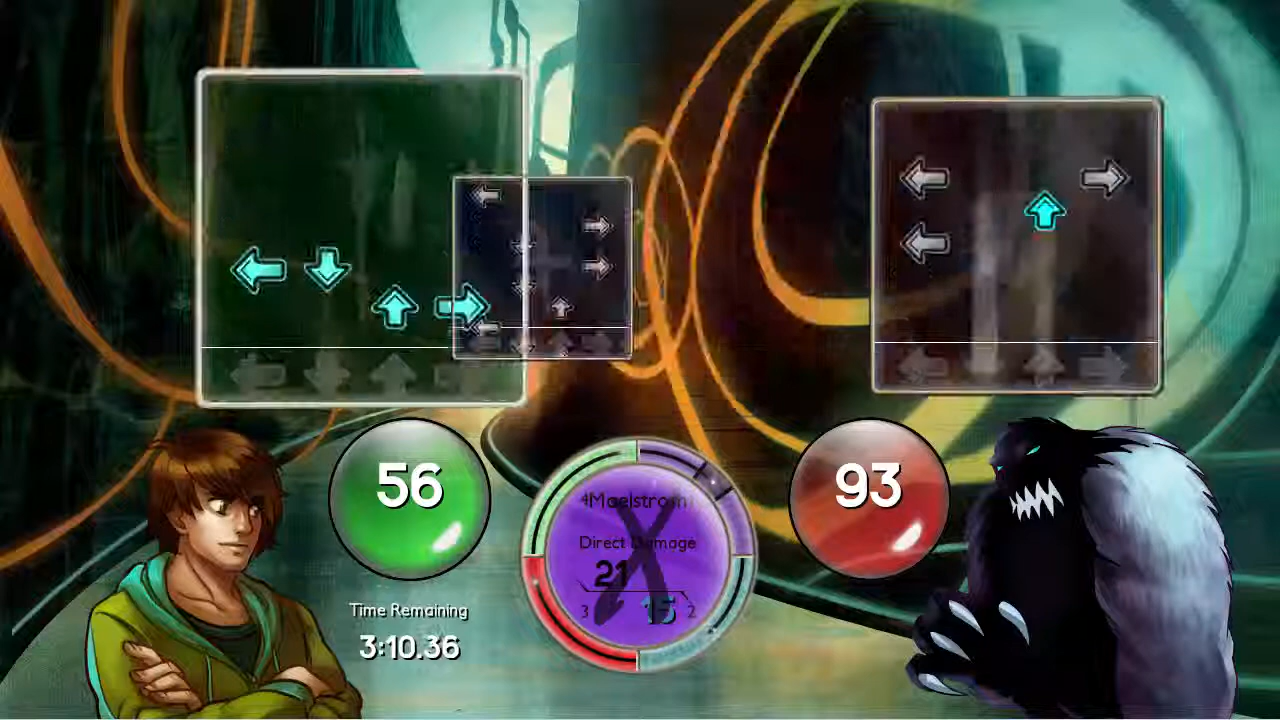 56
93
4Maelstrom
Direct Damage
21
3 15 2
Time Remaining
3:10.36